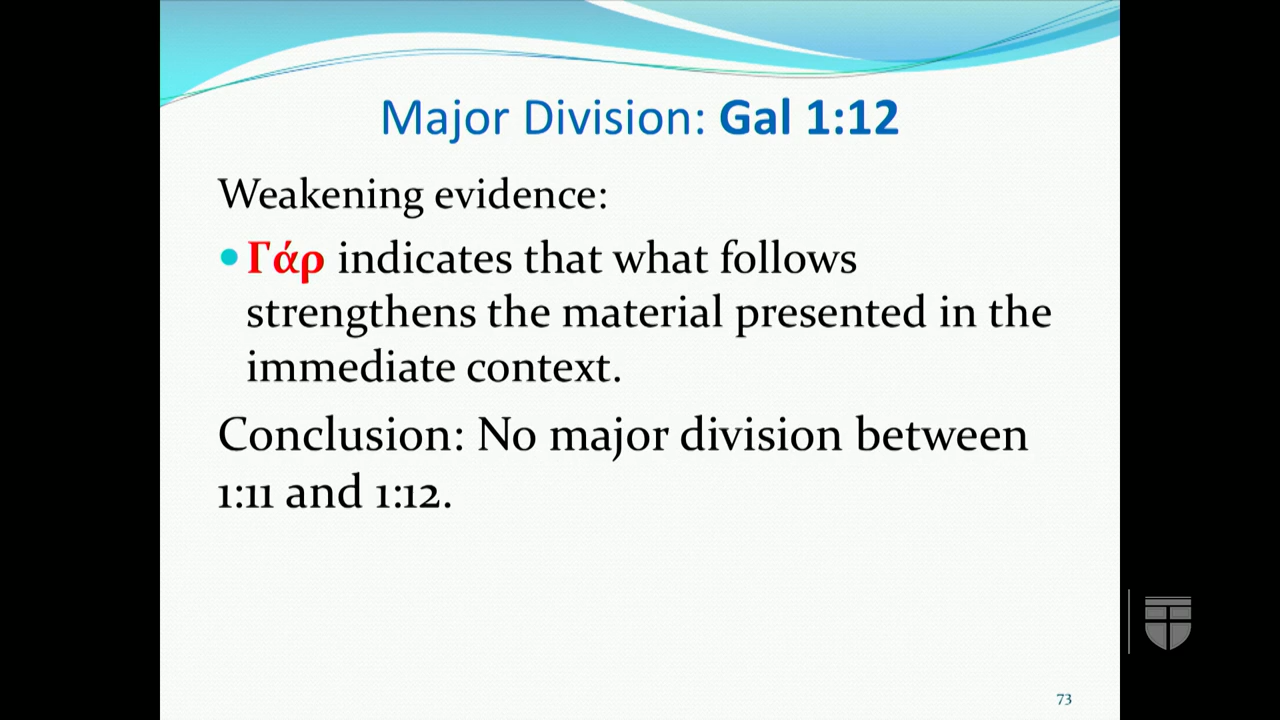 Major Division: Gal 1:12
Weakening evidence:
• Γάρ indicates that what follows
strengthens the material presented in the
immediate context.
Conclusion: No major division between
1:11 and 1:12.
73